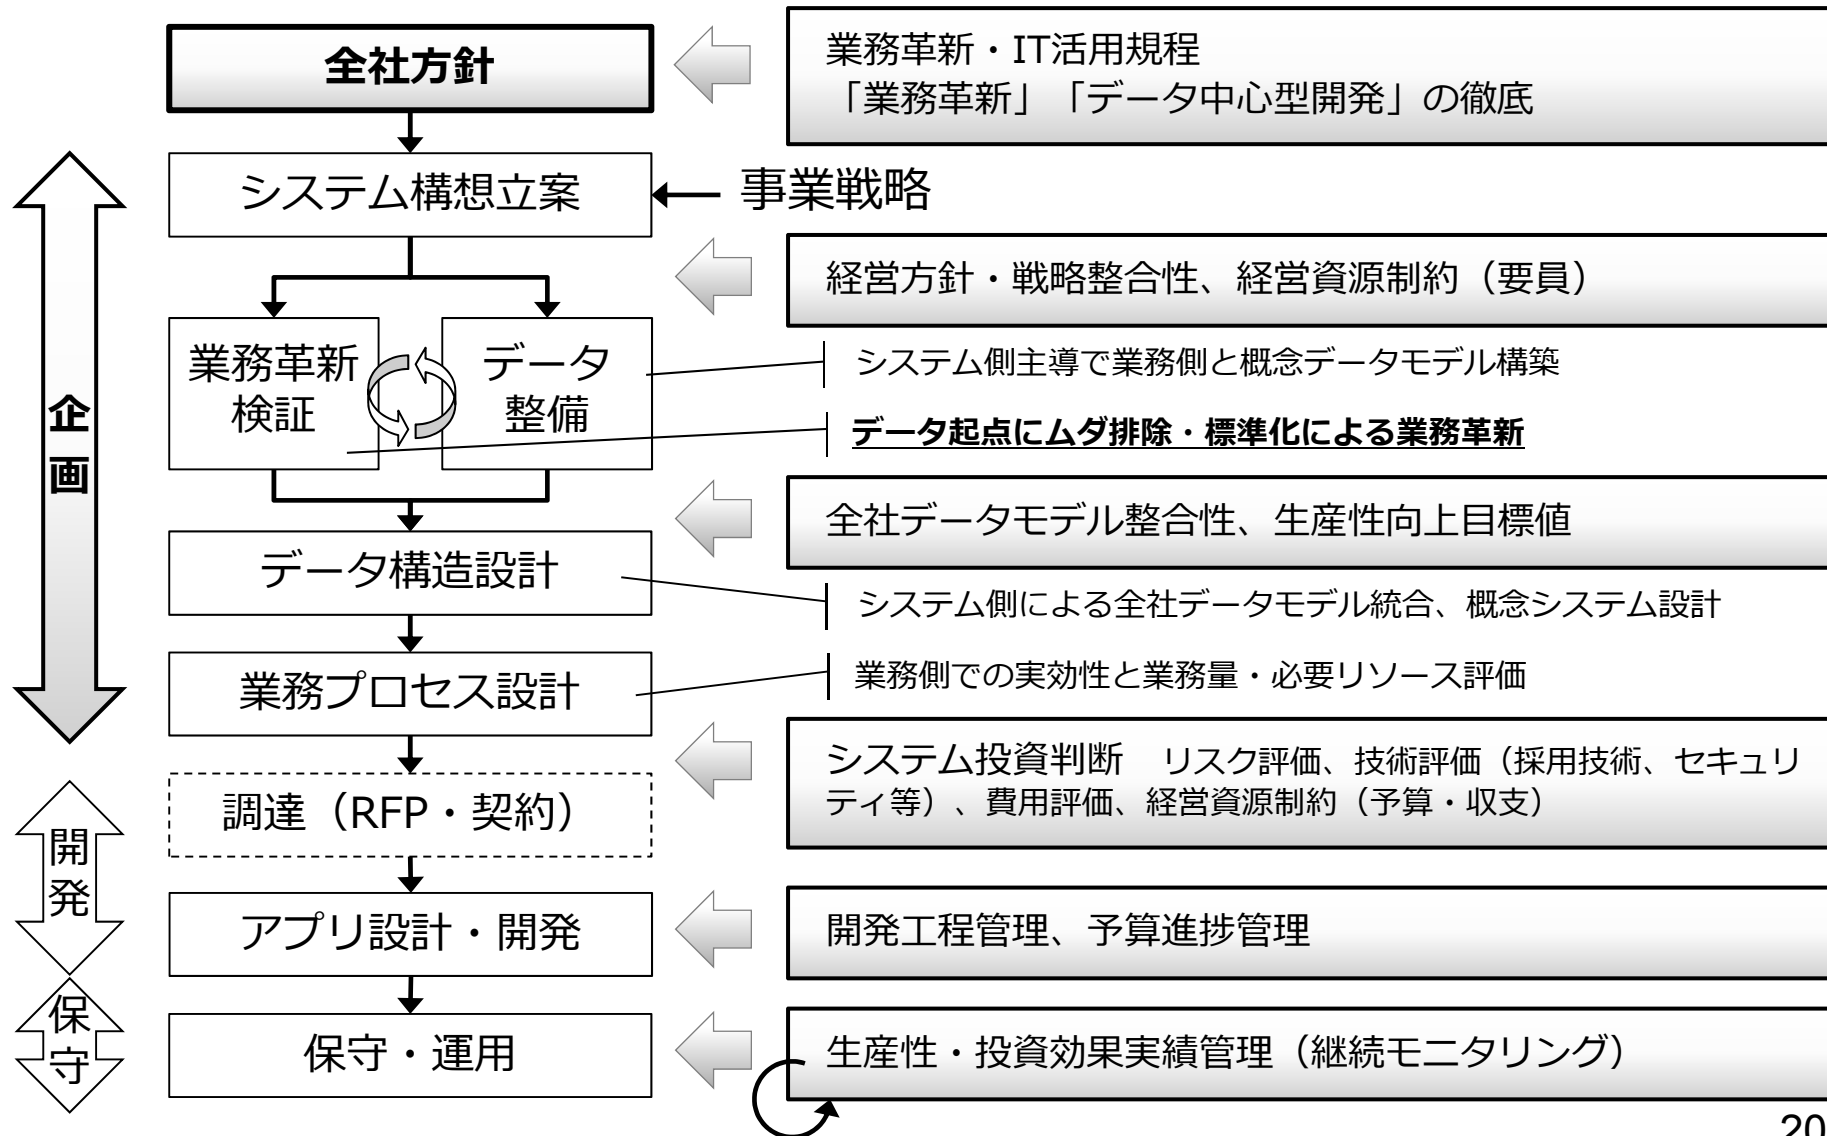 全社方針
業務革新・IT活用規程
「業務革新」「データ中心型開発」の徹底
システム構想立案
事業戦略
経営方針・戦略整合性、経営資源制約（要員）
業務革新
検証
データ
整備
システム側主導で業務側と概念データモデル構築
データ起点にムダ排除・標準化による業務革新
企
画
全社データモデル整合性、生産性向上目標値
データ構造設計
システム側による全社データモデル統合、概念システム設計
業務プロセス設計
業務側での実効性と業務量・必要リソース評価
システム投資判断　リスク評価、技術評価（採用技術、セキュリ
ティ等）、費用評価、経営資源制約（予算・収支）
調達（RFP・契約）
開
発
アプリ設計・開発
開発工程管理、予算進捗管理
保
守
保守・運用
生産性・投資効果実績管理（継続モニタリング）
20